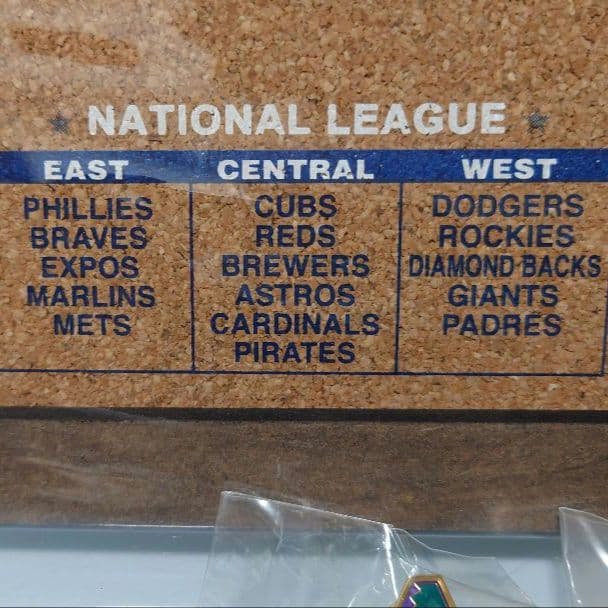 NATIONAL LEAGUE
EAST CENTRAL WEST
PHILLIES CUBS DODGERS
BRAVES REDS ROCKIES
EXPOS BREWERS DIAMOND BACKS
MARLINS ASTROS GIANTS
METS CARDINALS PADRES
PIRATES